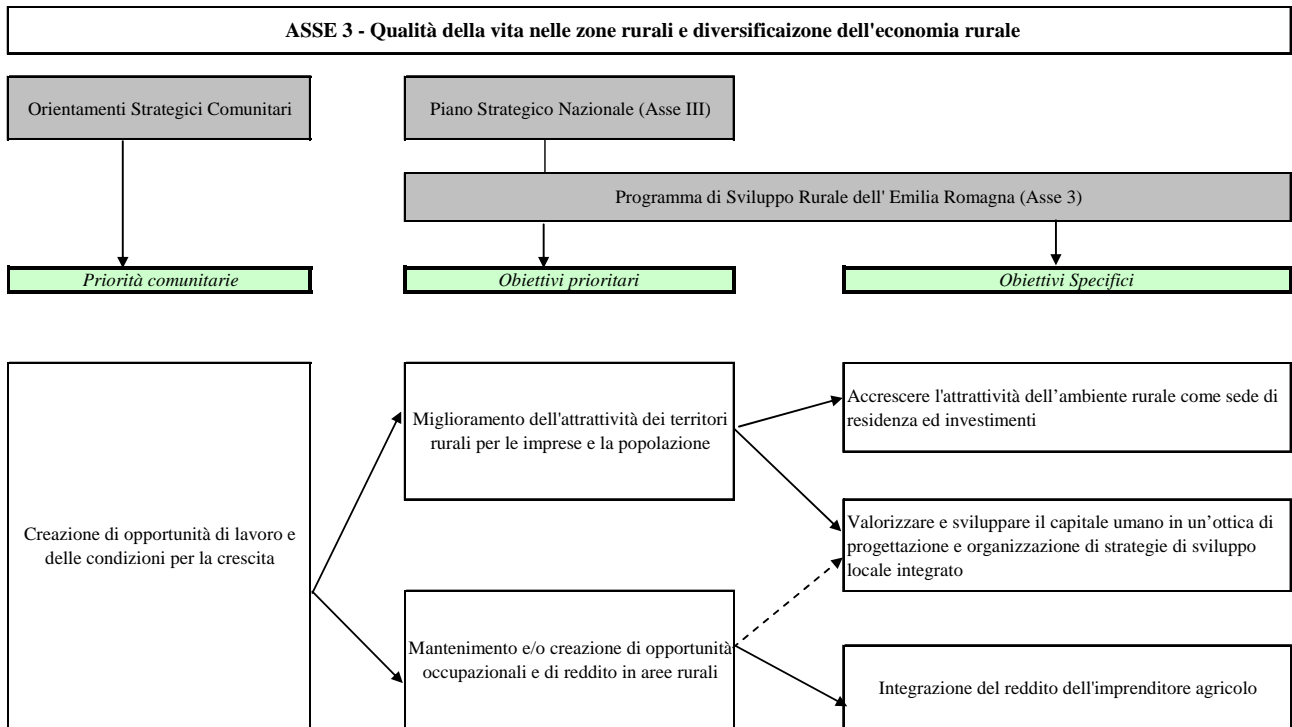 ASSE 3 - Qualità della vita nelle zone rurali e diversificaizone dell'economia rurale
Orientamenti Strategici Comunitari
Piano Strategico Nazionale (Asse III)
Programma di Sviluppo Rurale dell' Emilia Romagna (Asse 3)
Priorità comunitarie
Obiettivi prioritari
Obiettivi Specifici
Creazione di opportunità di lavoro e
delle condizioni per la crescita
Miglioramento dell'attrattività dei territori
rurali per le imprese e la popolazione
Mantenimento e/o creazione di opportunità
occupazionali e di reddito in aree rurali
Accrescere l'attrattività dell’ambiente rurale come sede di
residenza ed investimenti
Valorizzare e sviluppare il capitale umano in un’ottica di
progettazione e organizzazione di strategie di sviluppo
locale integrato
Integrazione del reddito dell'imprenditore agricolo